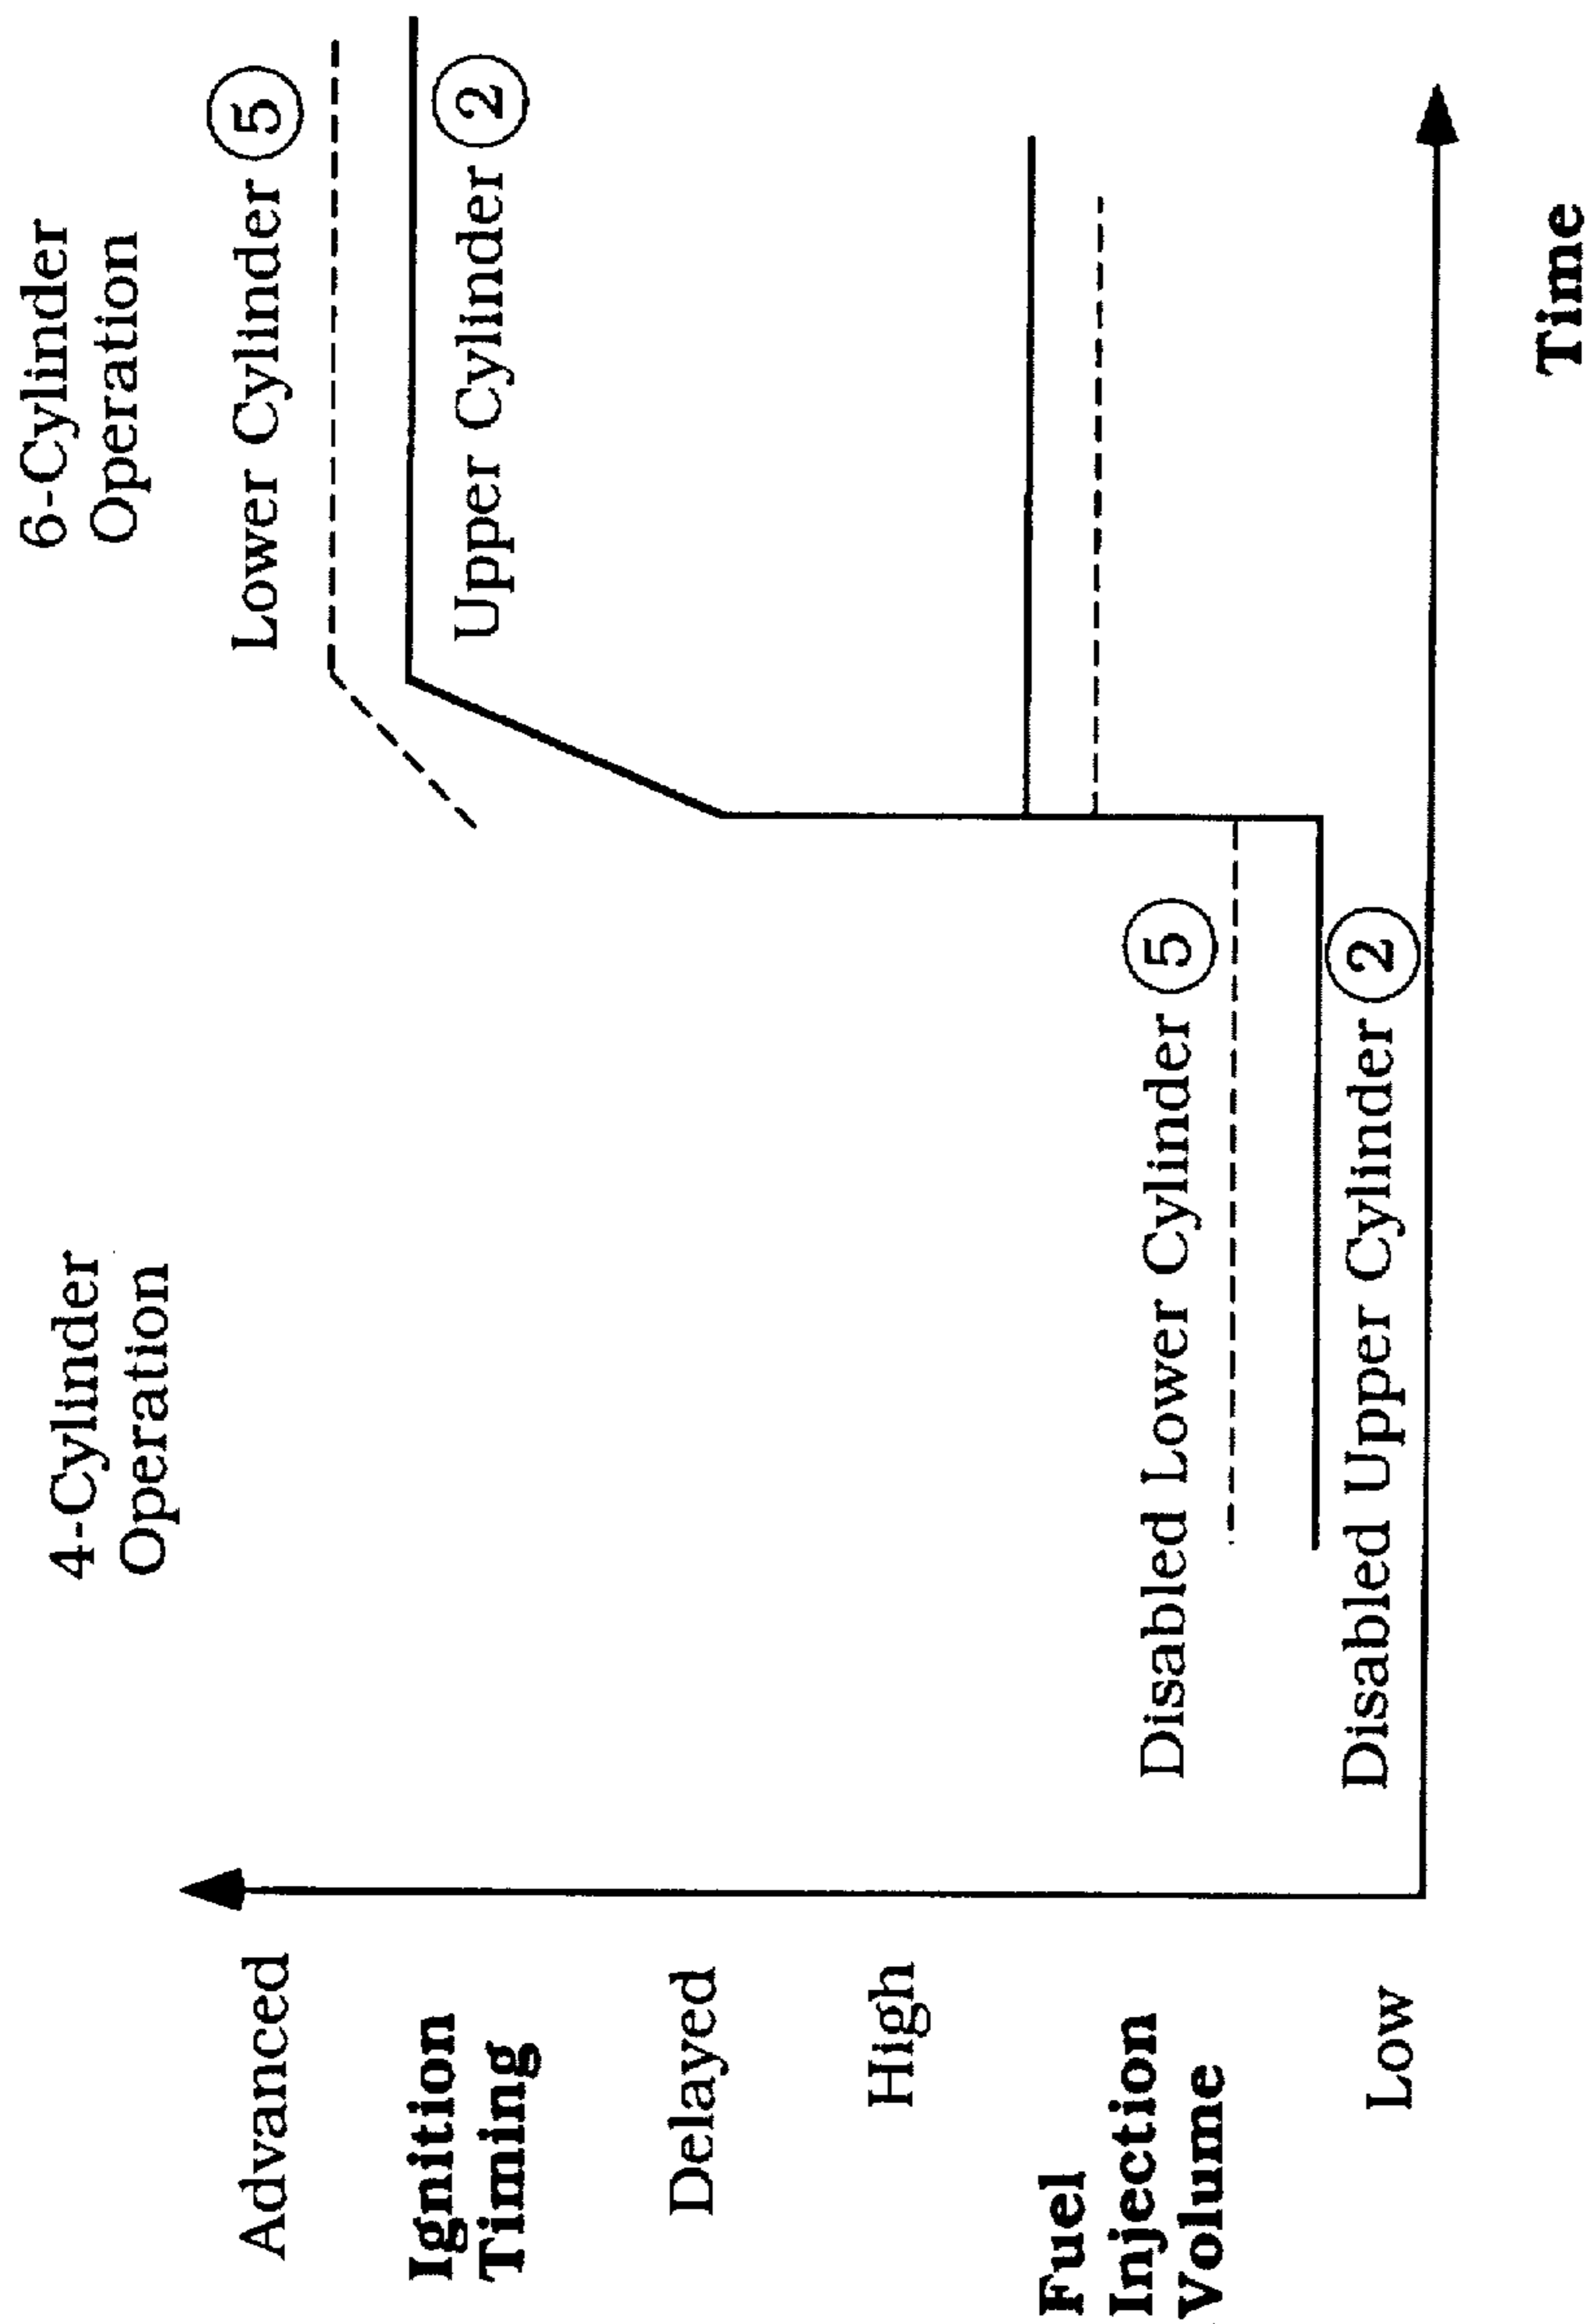 4-Cylinder
Operation
6-Cylinder
Operation
Advanced
Ignition
Timing
Delayed
High
Fuel
Injection
Volume
Low
Lower Cylinder 5
Upper Cylinder 2
Disabled Lower Cylinder 5
Disabled Upper Cylinder 2
Time